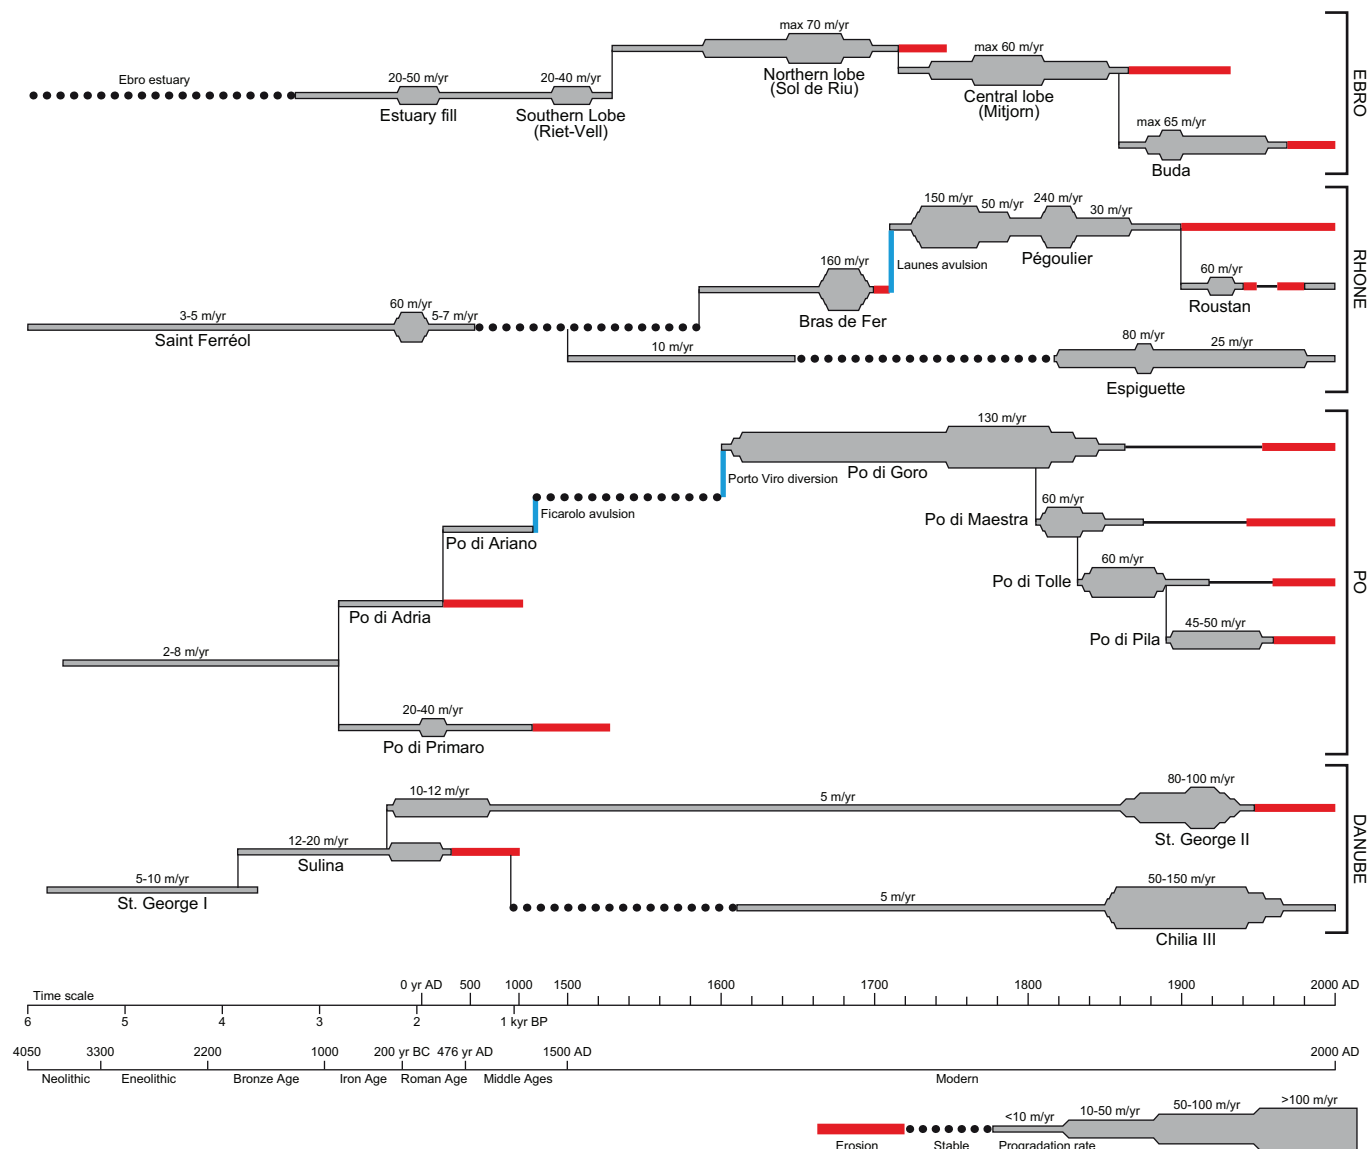 max 70 m/yr
Ebro estuary
20-50 m/yr
20-40 m/yr
max 60 m/yr
Northern lobe
(Sol de Riu)
Estuary fill
Southern Lobe
(Riet-Vell)
Central lobe
(Mitjorn)
max 65 m/yr
Buda
EBRO
150 m/yr
50 m/yr
240 m/yr
30 m/yr
Launes avulsion
Pégoulier
160 m/yr
60 m/yr
Bras de Fer
Roustan
3-5 m/yr
60 m/yr
5-7 m/yr
Saint Ferréol
10 m/yr
80 m/yr
25 m/yr
Espiguette
RHONE
130 m/yr
Po di Goro
Porto Viro diversion
Ficarolo avulsion
60 m/yr
Po di Maestra
Po di Ariano
60 m/yr
Po di Tolle
Po di Adria
45-50 m/yr
Po di Pila
2-8 m/yr
20-40 m/yr
Po di Primaro
PO
10-12 m/yr
5 m/yr
80-100 m/yr
St. George II
12-20 m/yr
Sulina
5-10 m/yr
St. George I
5 m/yr
50-150 m/yr
Chilia III
DANUBE
0 yr AD 500 1000 1500 1600 1700 1800 1900 2000 AD
Time scale
6 5 4 3 2 1 kyr BP
4050 3300 2200 1000 200 yr BC 476 yr AD 1500 AD 2000 AD
Neolithic Eneolithic Bronze Age Iron Age Roman Age Middle Ages Modern
<10 m/yr 10-50 m/yr 50-100 m/yr >100 m/yr
Erosion Stable Progradation rate